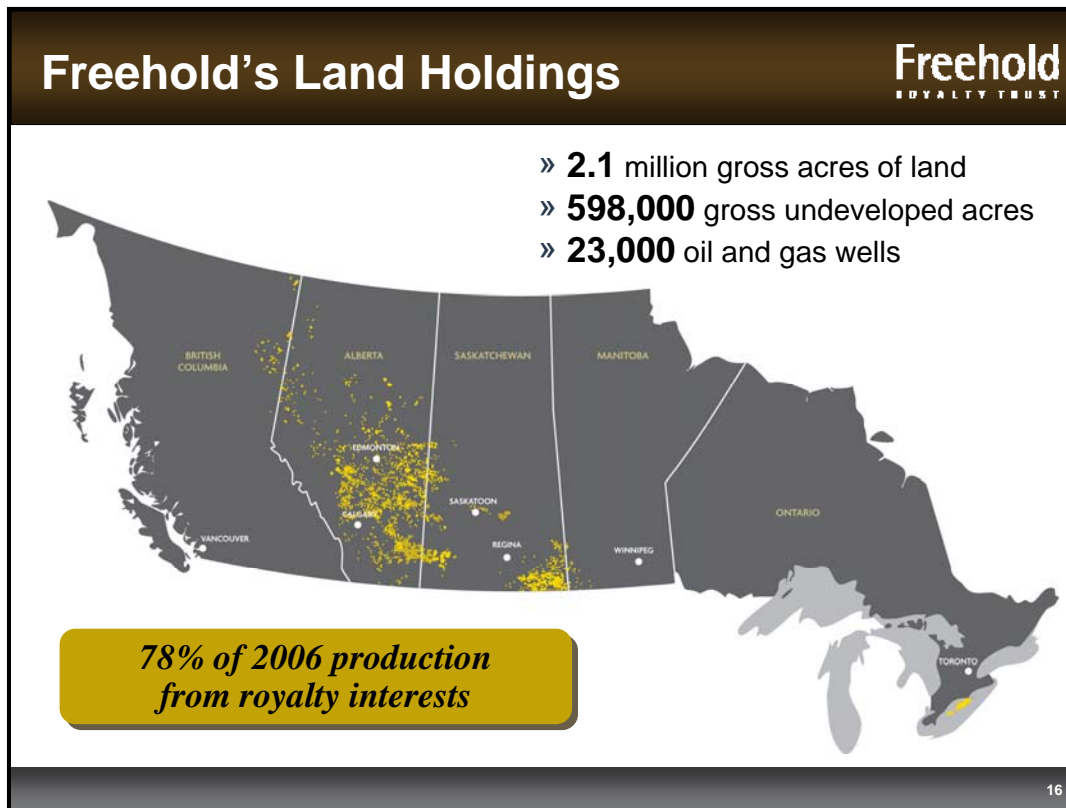 Freehold's Land Holdings
Freehold
ROYALTY TRUST
» 2.1 million gross acres of land
» 598,000 gross undeveloped acres
» 23,000 oil and gas wells
BRITISH
COLUMBIA
ALBERTA
SASKATCHEWAN
MANITOBA
EDMONTON
SASKATOON
CALGARY
ONTARIO
VANCOUVER
REGINA
WINNIPEG
TORONTO
78% of 2006 production
from royalty interests
16